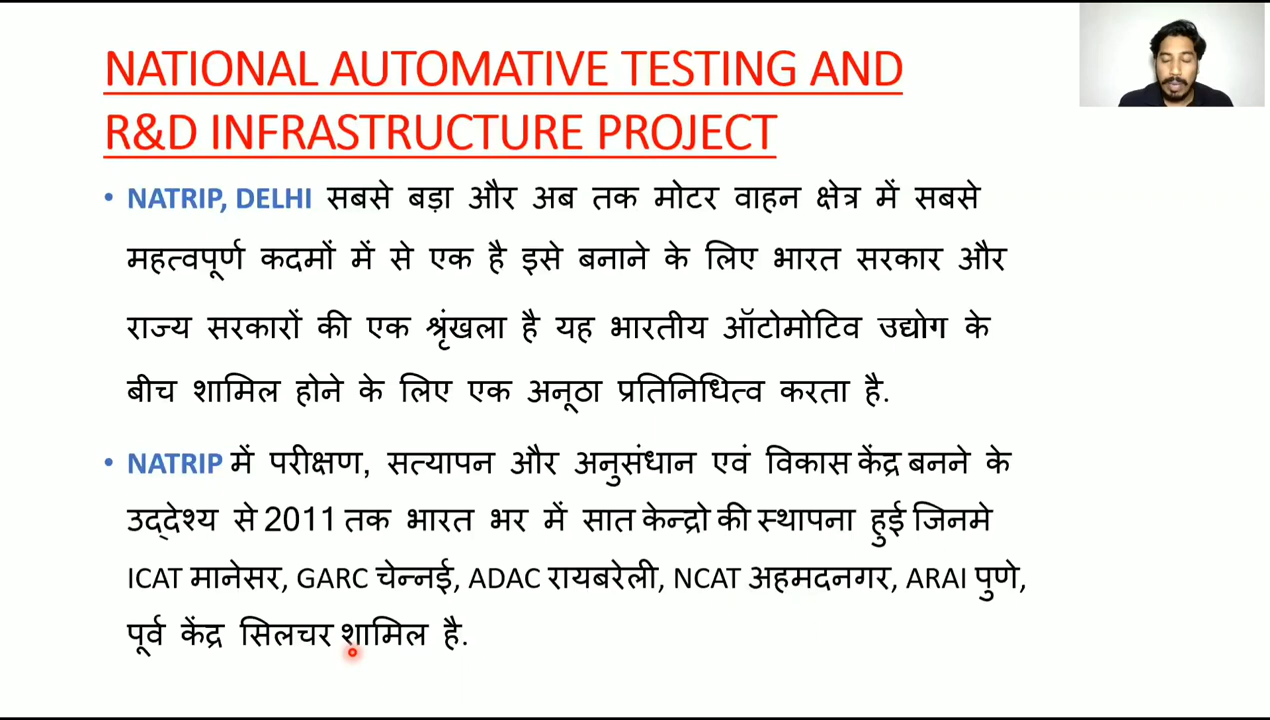 NATIONAL AUTOMATIVE TESTING AND
R&D INFRASTRUCTURE PROJECT
• NATRIP, DELHI सबसे बड़ा और अब तक मोटर वाहन क्षेत्र में सबसे
महत्वपूर्ण कदमों में से एक है इसे बनाने के लिए भारत सरकार और
राज्य सरकारों की एक श्रृंखला है यह भारतीय ऑटोमोटिव उद्योग के
बीच शामिल होने के लिए एक अनूठा प्रतिनिधित्व करता है.
• NATRIP में परीक्षण, सत्यापन और अनुसंधान एवं विकास केंद्र बनने के
उद्देश्य से 2011 तक भारत भर में सात केन्द्रो की स्थापना हुई जिनमे
ICAT मानेसर, GARC चेन्नई, ADAC रायबरेली, NCAT अहमदनगर, ARAI पुणे,
पूर्व केंद्र सिलचर शामिल है.